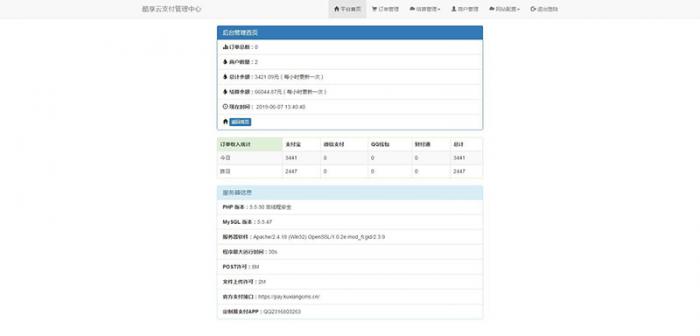 酷享云支付管理中心 平台首页 订单管理 结算管理 商户管理 网站配置 退出登陆
后台管理首页
订单总数：0
商户数量：2
总计余额：3421.09元（每小时更新一次）
结算余额：66044.87元（每小时更新一次）
现在时间： 2019-06-07 13:40:40
返回首页
订单收入统计 支付宝 微信支付 QQ钱包 财付通 总计
今日 3441 0 0 0 3441
昨日 2447 0 0 0 2447
服务器信息
PHP 版本：5.5.30 非线程安全
MySQL 版本：5.5.47
服务器软件：Apache/2.4.18 (Win32) OpenSSL/1.0.2e mod_fcgid/2.3.9
程序最大运行时间：30s
POST许可：8M
文件上传许可：2M
官方支付接口：https://pay.kuxiangcms.cn/
定制版支付APP：